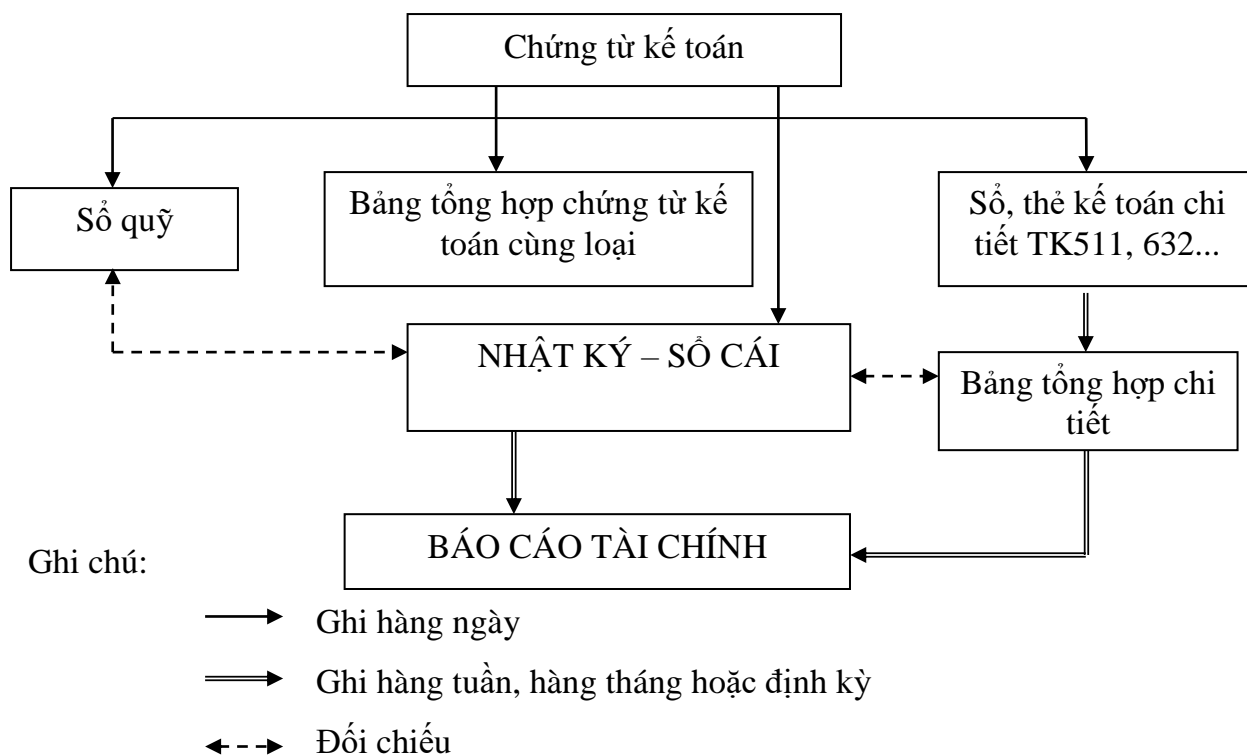 Chứng từ kế toán
Sổ quỹ
Bảng tổng hợp chứng từ kế
toán cùng loại
Sổ, thẻ kế toán chi
tiết TK511, 632...
NHẬT KÝ – SỔ CÁI
Bảng tổng hợp chi
tiết
BÁO CÁO TÀI CHÍNH
Ghi chú:
Ghi hàng ngày
Ghi hàng tuần, hàng tháng hoặc định kỳ
Đối chiếu